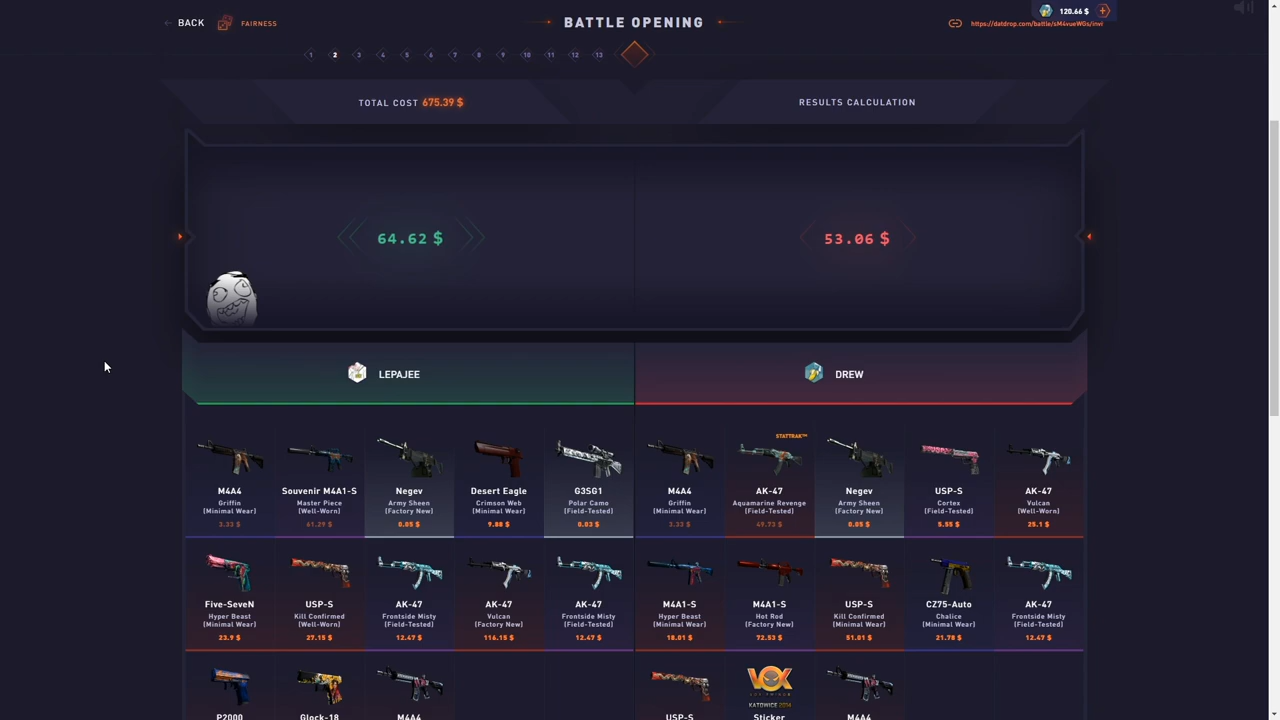 BACK
FAIRNESS
BATTLE OPENING
120.66 $
https://datdrop.com/battle/sM4vueWGs/invi
1 2 3 4 5 6 7 8 9 10 11 12 13
TOTAL COST 675.39 $
RESULTS CALCULATION
64.62 $
53.06 $
LEPAJEE
DREW
STATTRAK™
M4A4 Souvenir M4A1-S Negev Desert Eagle G3SG1 M4A4 AK-47 Negev USP-S AK-47
Griffin Master Piece Army Sheen Crimson Web Polar Camo Griffin Aquamarine Revenge Army Sheen Cortex Vulcan
(Minimal Wear) (Well-Worn) (Factory New) (Minimal Wear) (Field-Tested) (Minimal Wear) (Field-Tested) (Factory New) (Field-Tested) (Well-Worn)
3.33 $ 61.29 $ 0.05 $ 9.88 $ 0.03 $ 3.33 $ 49.73 $ 0.05 $ 5.55 $ 25.1 $
Five-SeveN USP-S AK-47 AK-47 AK-47 M4A1-S M4A1-S USP-S CZ75-Auto AK-47
Hyper Beast Kill Confirmed Frontside Misty Vulcan Frontside Misty Hyper Beast Hot Rod Kill Confirmed Chalice Frontside Misty
(Minimal Wear) (Well-Worn) (Field-Tested) (Factory New) (Field-Tested) (Minimal Wear) (Factory New) (Minimal Wear) (Minimal Wear) (Field-Tested)
23.9 $ 27.15 $ 12.47 $ 116.15 $ 12.47 $ 18.01 $ 72.53 $ 51.01 $ 21.78 $ 12.47 $
VOX
KATOWICE 2014
P2000 Glock-18 M4A4 USP-S Sticker M4A4